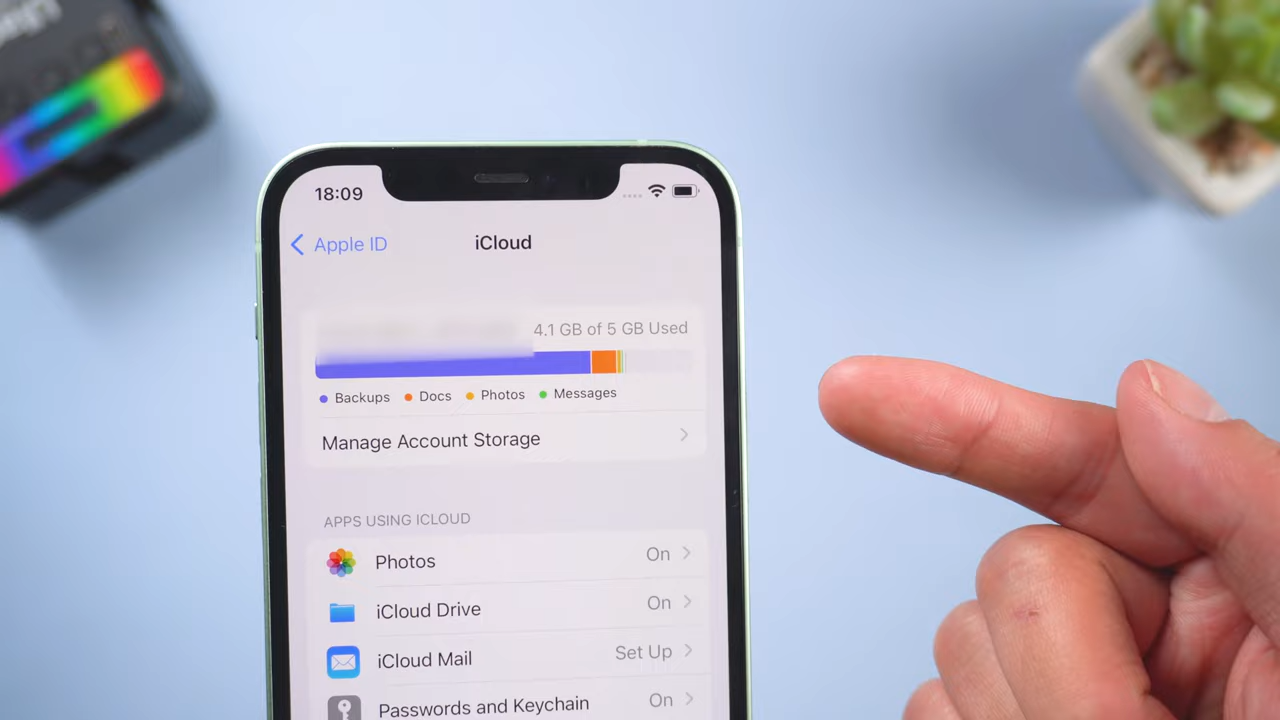 18:09
Apple ID
iCloud
4.1 GB of 5 GB Used
Backups Docs Photos Messages
Manage Account Storage
APPS USING ICLOUD
Photos On
iCloud Drive On
iCloud Mail Set Up
Passwords and Keychain On